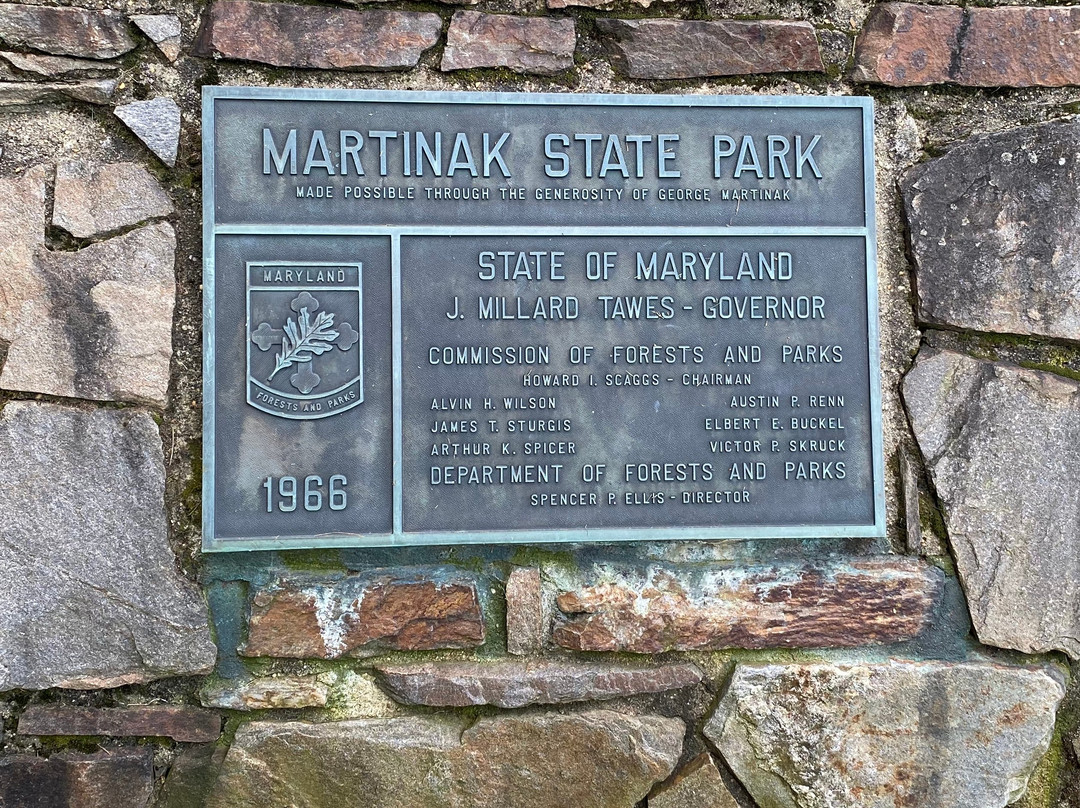 MARTINAK STATE PARK
MADE POSSIBLE THROUGH THE GENEROSITY OF GEORGE MARTINAK
MARYLAND
FORESTS AND PARKS
1966
STATE OF MARYLAND
J. MILLARD TAWES - GOVERNOR
COMMISSION OF FORESTS AND PARKS
HOWARD I. SCAGGS - CHAIRMAN
ALVIN H. WILSON AUSTIN P. RENN
JAMES T. STURGIS ELBERT E. BUCKEL
ARTHUR K. SPICER VICTOR P. SKRUCK
DEPARTMENT OF FORESTS AND PARKS
SPENCER P. ELLIS - DIRECTOR